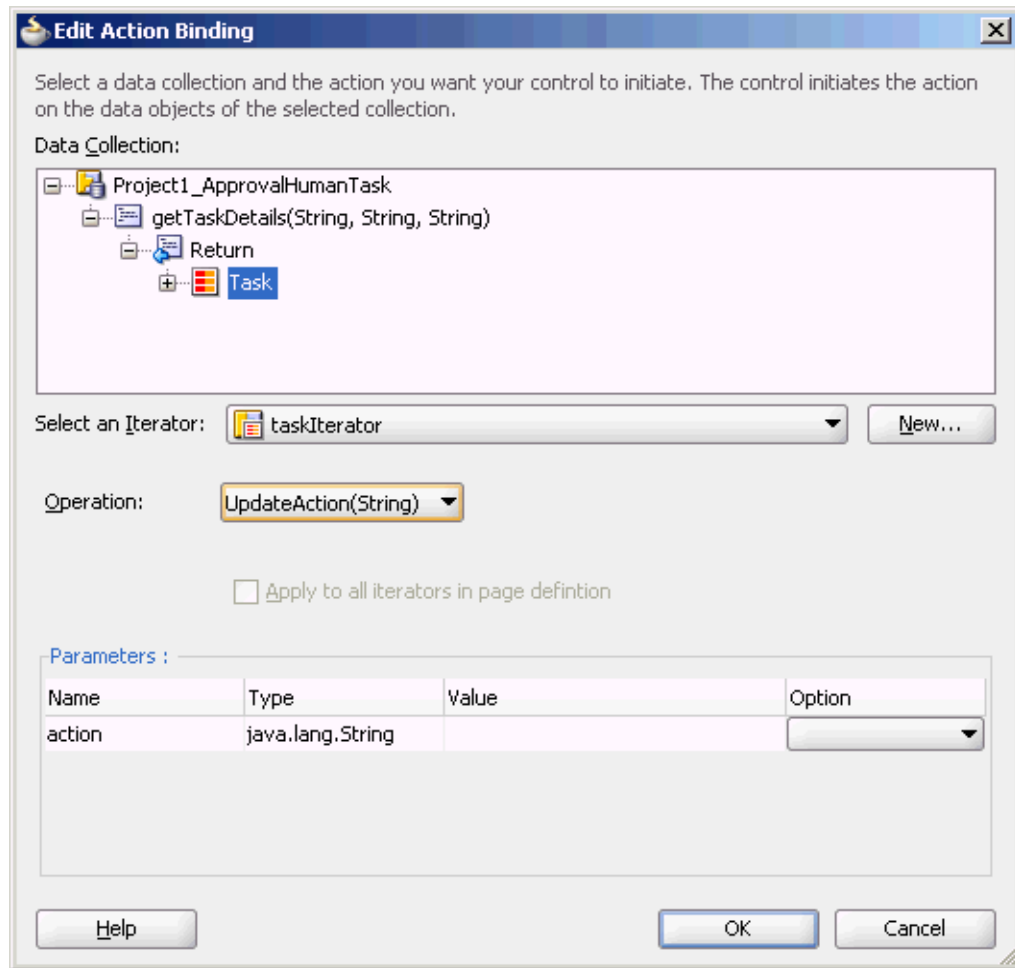 Edit Action Binding
Select a data collection and the action you want your control to initiate. The control initiates the action
on the data objects of the selected collection.
Data Collection:
Project1_ApprovalHumanTask
getTaskDetails(String, String, String)
Return
Task
Select an Iterator: taskIterator New...
Operation: UpdateAction(String)
Apply to all iterators in page defintion
Parameters :
Name Type Value Option
action java.lang.String
Help OK Cancel